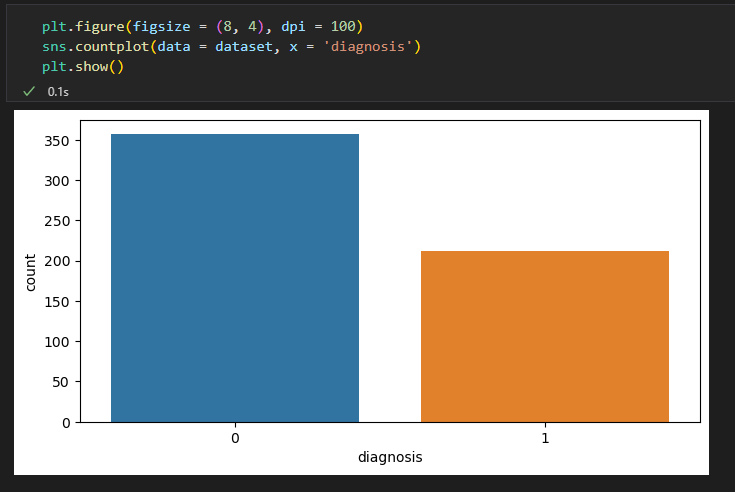 plt.figure(figsize = (8, 4), dpi = 100)
sns.countplot(data = dataset, x = 'diagnosis')
plt.show()
✓ 0.1s
350
300
250
200
150
100
50
0
count
0 1
diagnosis